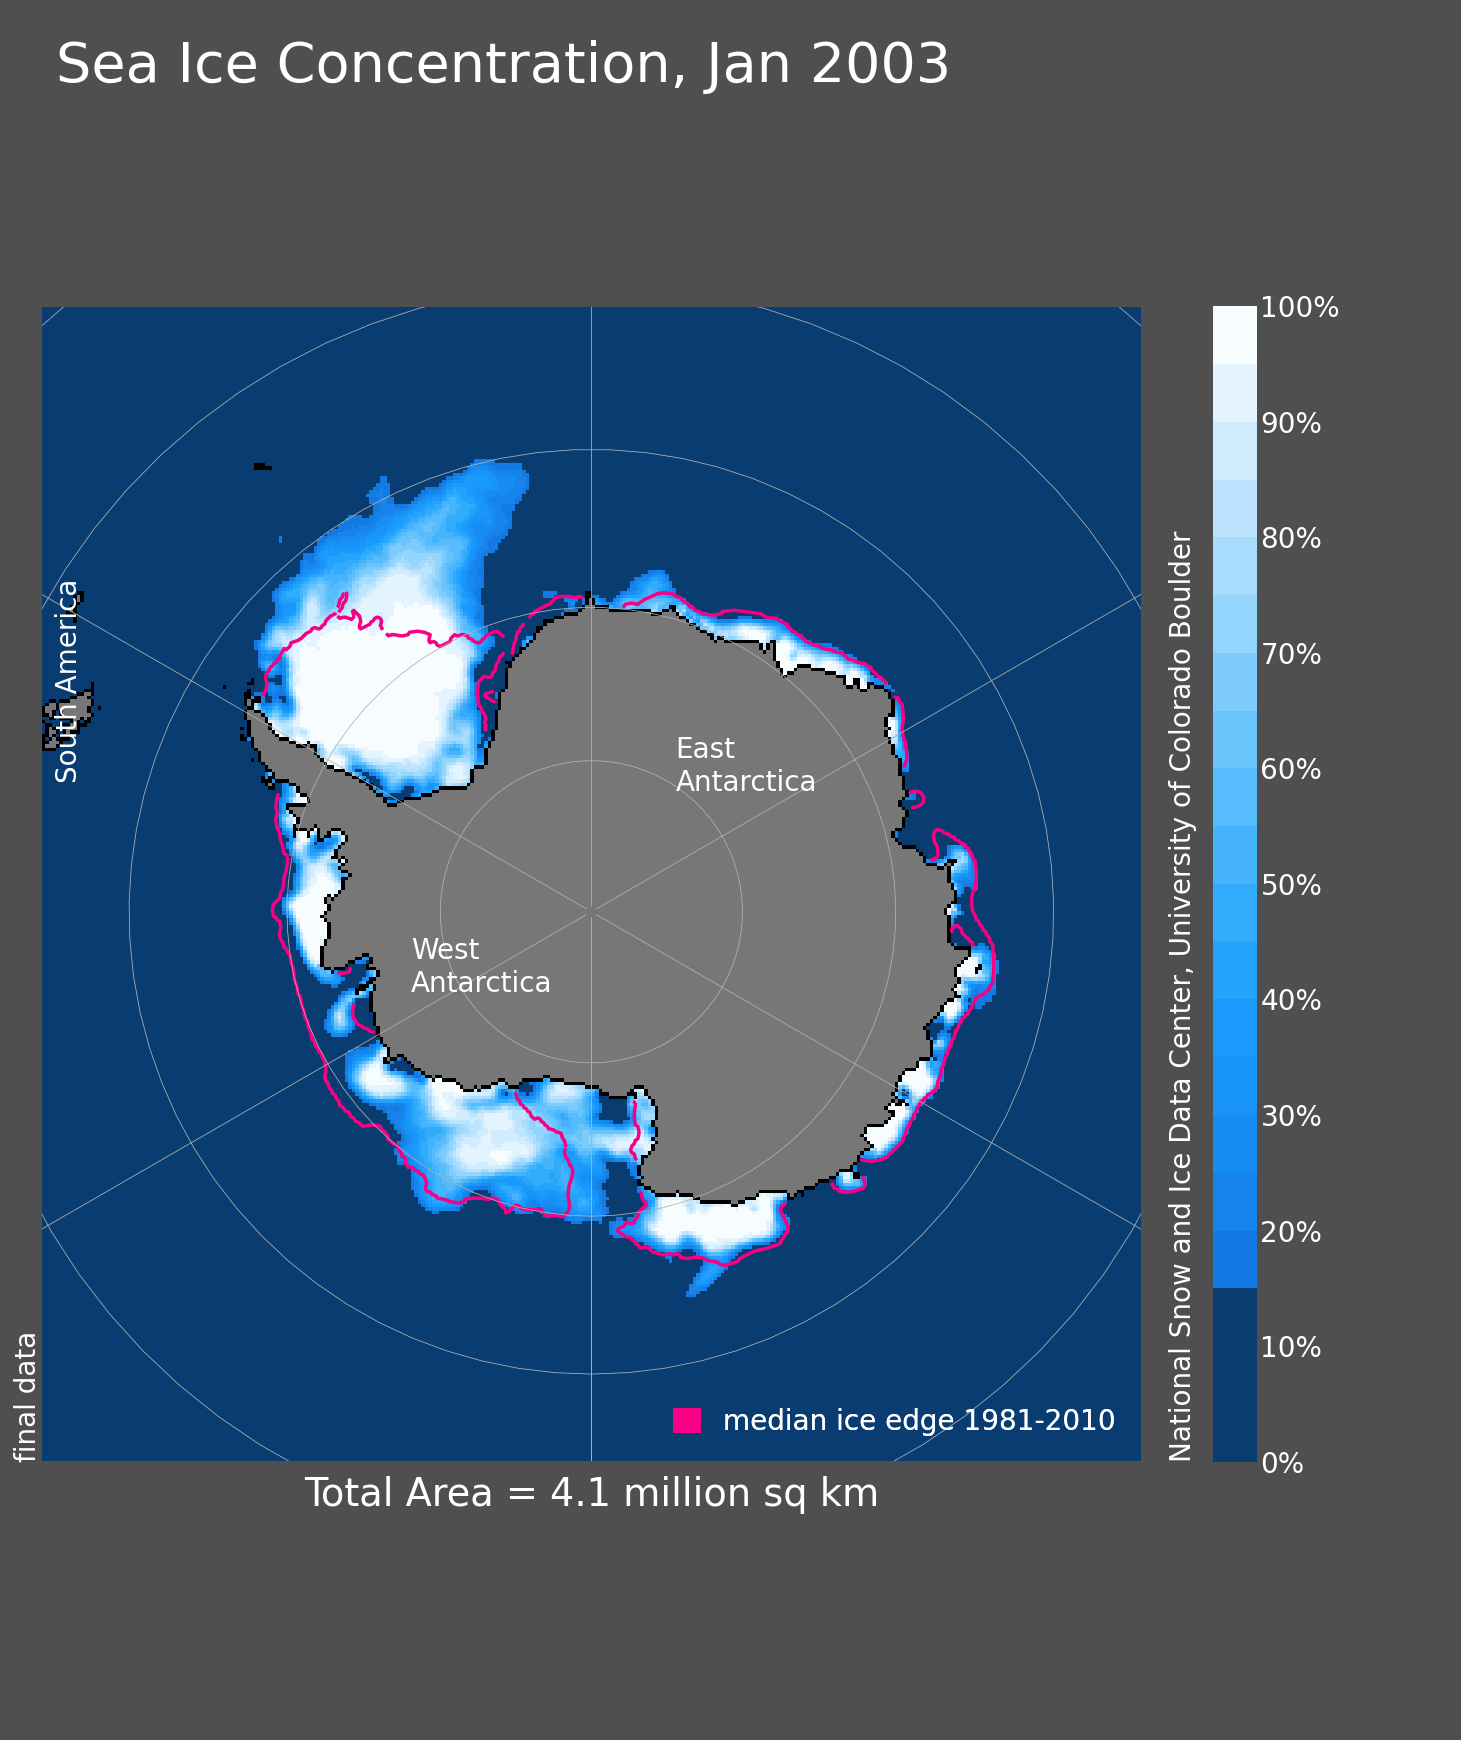 Sea Ice Concentration, Jan 2003
South America
East
Antarctica
West
Antarctica
median ice edge 1981-2010
Total Area = 4.1 million sq km
final data
National Snow and Ice Data Center, University of Colorado Boulder
100%
90%
80%
70%
60%
50%
40%
30%
20%
10%
0%